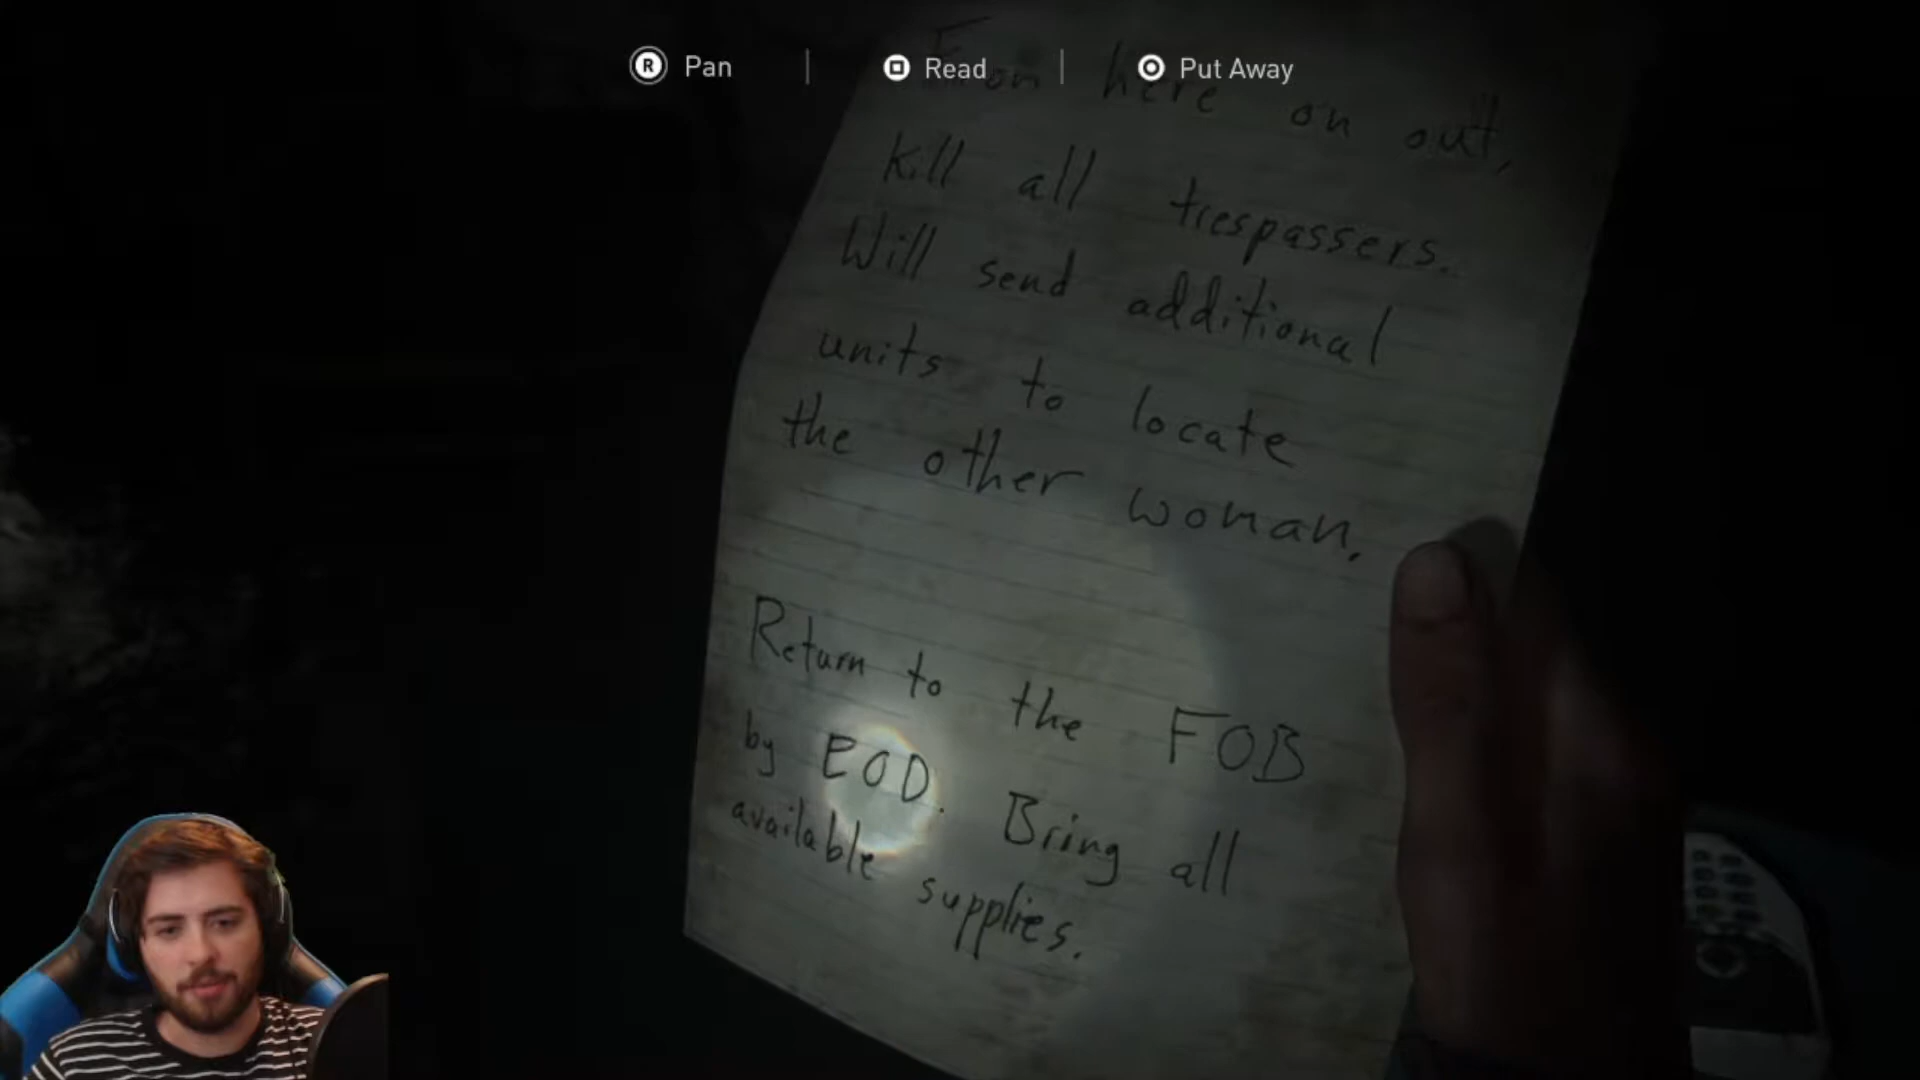 R Pan | Read | Put Away
From here on out,
kill all trespassers.
Will send additional
units to locate
the other woman.
Return to the FOB
by EOD. Bring all
available supplies.